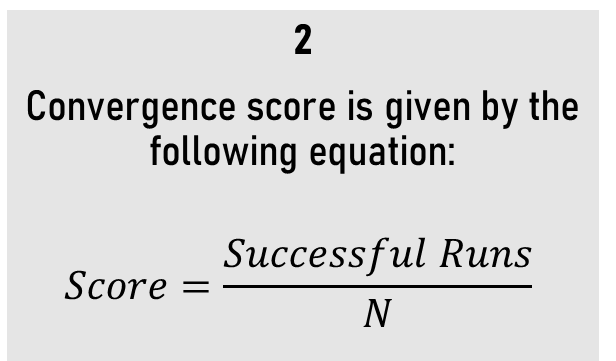 2
Convergence score is given by the
following equation:
Score = Successful Runs / N